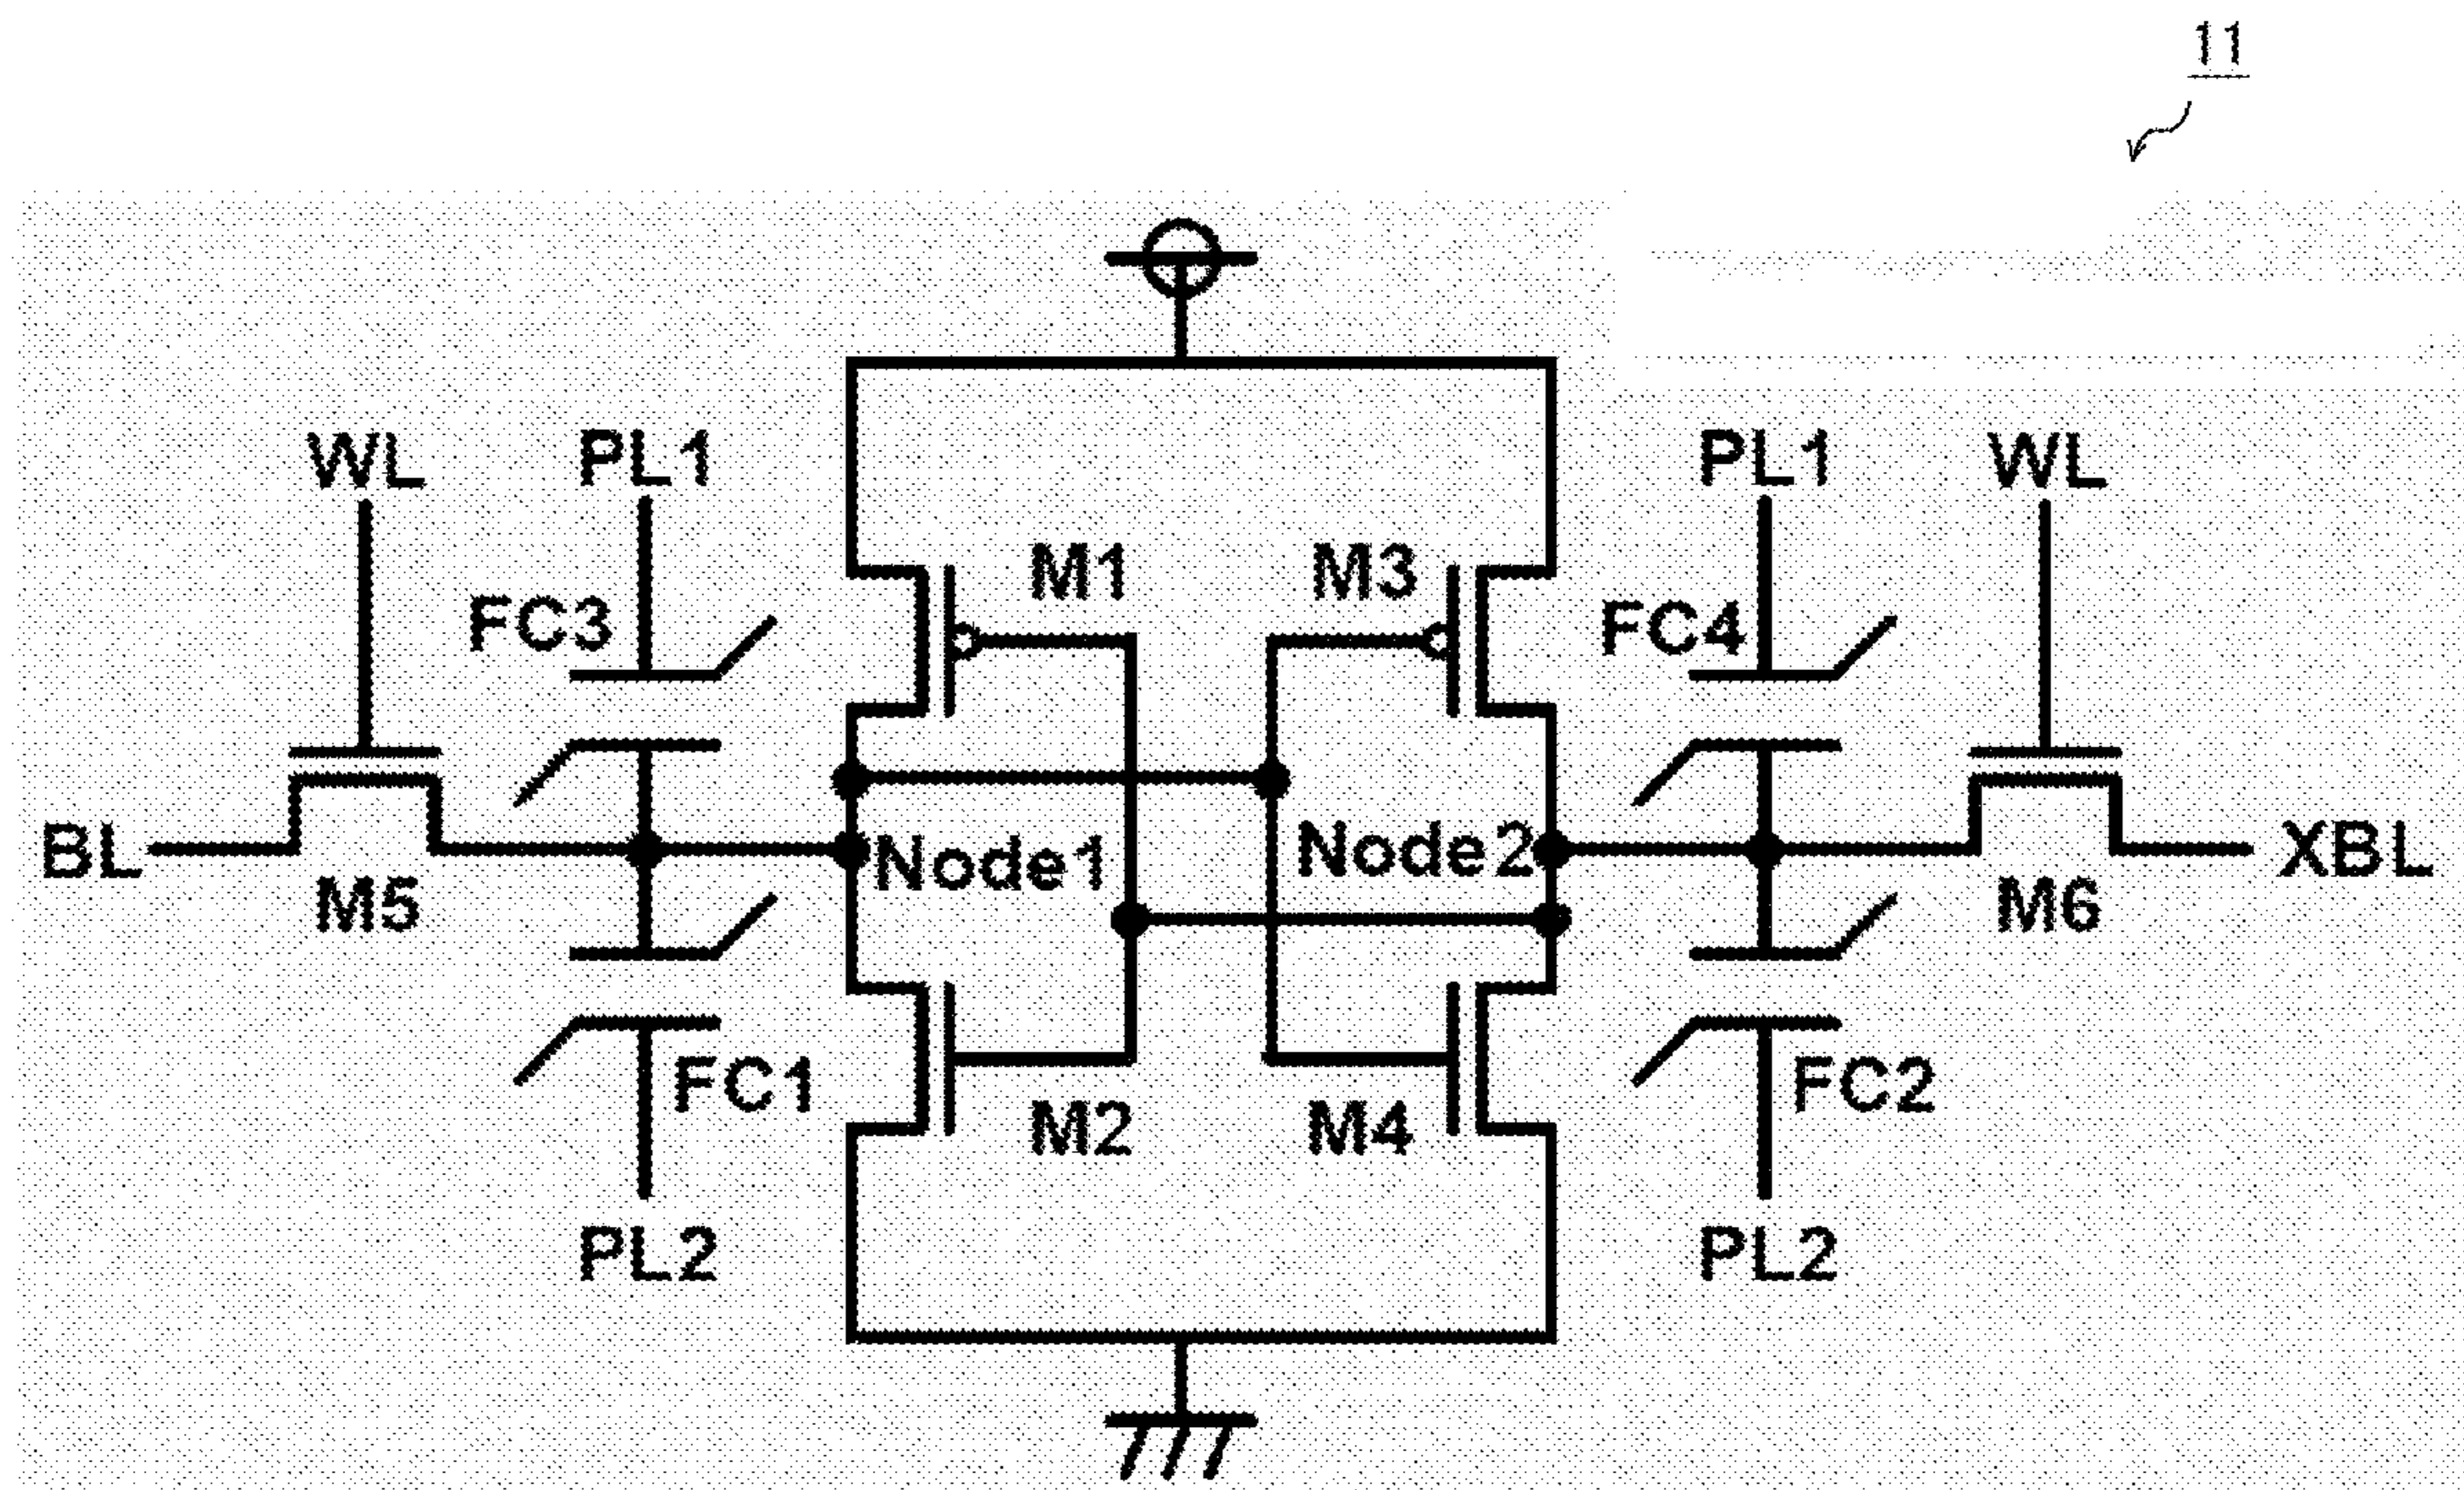 11
WL PL1 PL1 WL
M1 M3
FC3 FC4
BL Node1 Node2 XBL
M5 M6
FC1 FC2
M2 M4
PL2 PL2